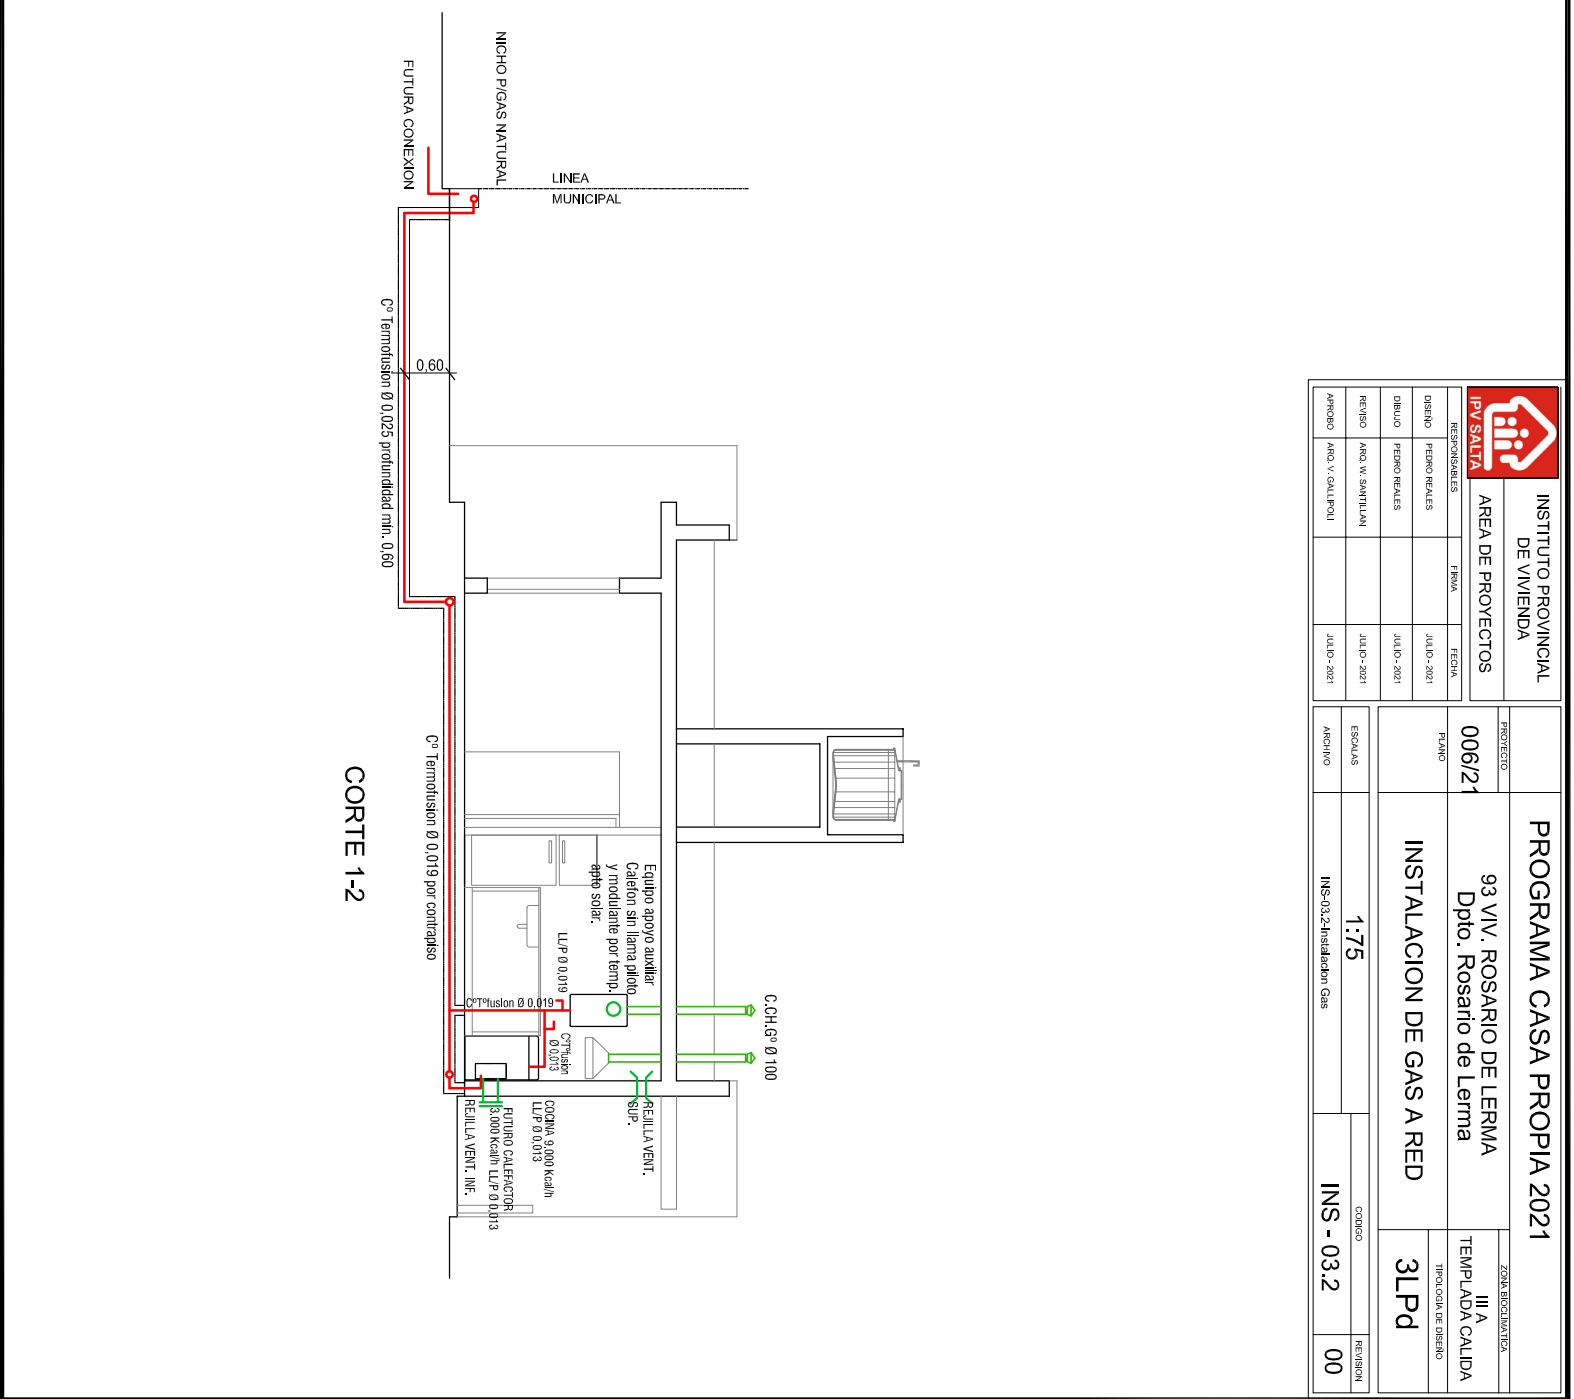 NICHO P/GAS NATURAL
FUTURA CONEXION
LINEA
MUNICIPAL
0,60
Cº Termofusion Ø 0,025 profundidad min. 0,60
Cº Termofusion Ø 0,019 por contrapiso
Equipo apoyo auxiliar
Calefon sin llama piloto
y modulante por temp.
apto solar.
LL/P Ø 0,019
CºTºfusion Ø 0,019
CºTºfusion
Ø 0,013
C.CH.Gº Ø 100
REJILLA VENT.
SUP.
COCINA 9.000 Kcal/h
LL/P Ø 0,013
FUTURO CALEFACTOR
3.000 Kcal/h LL/P Ø 0,013
REJILLA VENT. INF.
CORTE 1-2
IPV SALTA
INSTITUTO PROVINCIAL
DE VIVIENDA
AREA DE PROYECTOS
RESPONSABLES
FIRMA
FECHA
DISEÑO
PEDRO REALES
JULIO - 2021
DIBUJO
PEDRO REALES
JULIO - 2021
REVISO
ARQ. W. SANTILLAN
JULIO - 2021
APROBO
ARQ. V. GALLIPOLI
JULIO - 2021
PROGRAMA CASA PROPIA 2021
PROYECTO
006/21
93 VIV. ROSARIO DE LERMA
Dpto. Rosario de Lerma
ZONA BIOCLIMATICA
III A
TEMPLADA CALIDA
PLANO
INSTALACION DE GAS A RED
TIPOLOGIA DE DISEÑO
3LPd
ESCALAS
1:75
CODIGO
INS - 03.2
REVISION
00
ARCHIVO
INS-03.2-Instalacion Gas